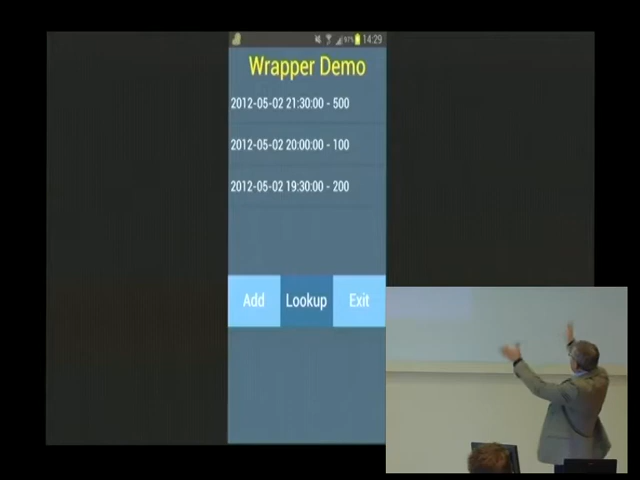 97% 14:29
Wrapper Demo
2012-05-02 21:30:00 - 500
2012-05-02 20:00:00 - 100
2012-05-02 19:30:00 - 200
Add Lookup Exit